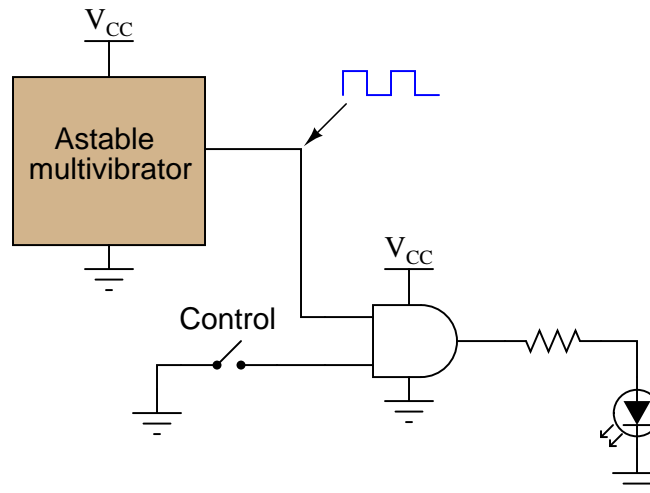 VCC
Astable
multivibrator
VCC
Control